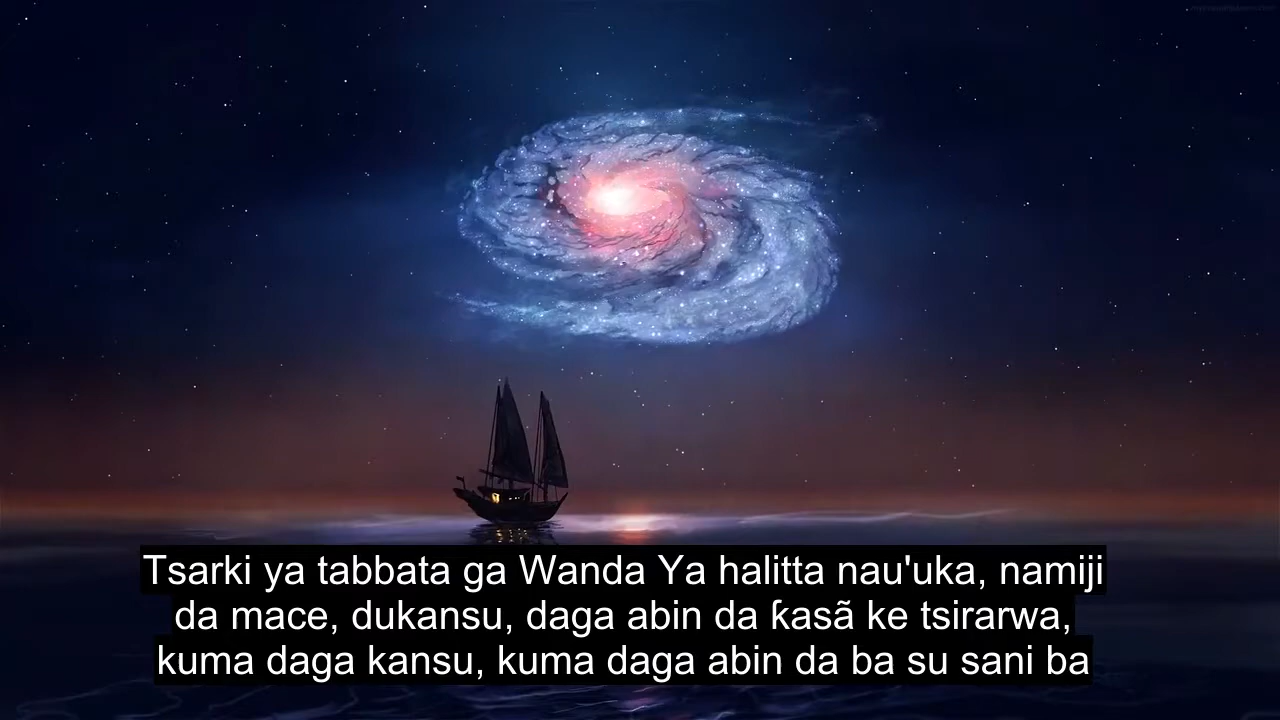 Tsarki ya tabbata ga Wanda Ya halitta nau'uka, namiji
da mace, dukansu, daga abin da ƙasã ke tsirarwa,
kuma daga kansu, kuma daga abin da ba su sani ba